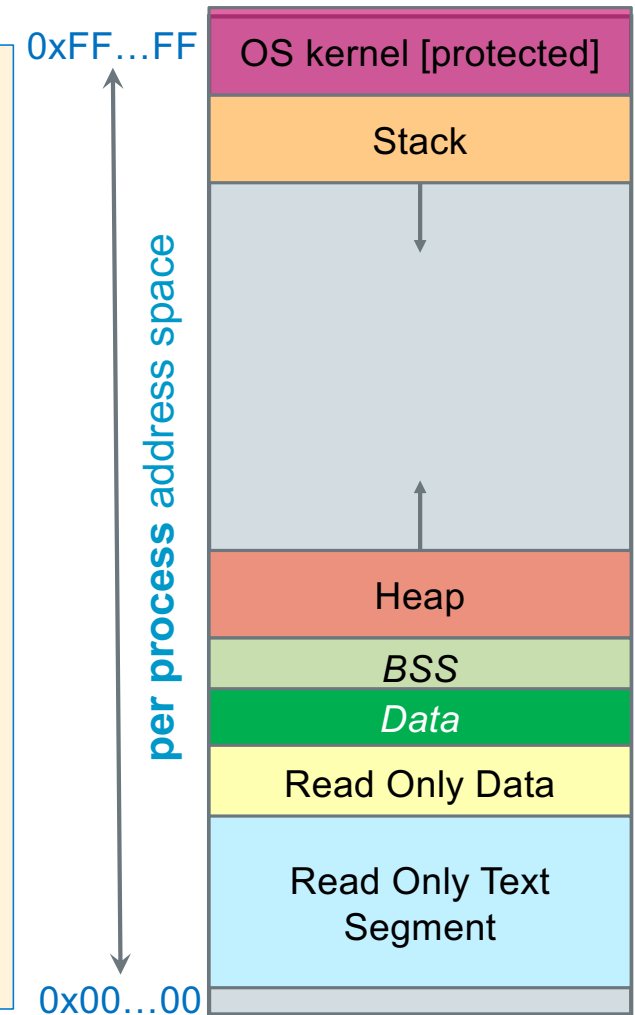 0xFF…FF
OS kernel [protected]
Stack
per process address space
Heap
BSS
Data
Read Only Data
Read Only Text
Segment
0x00…00